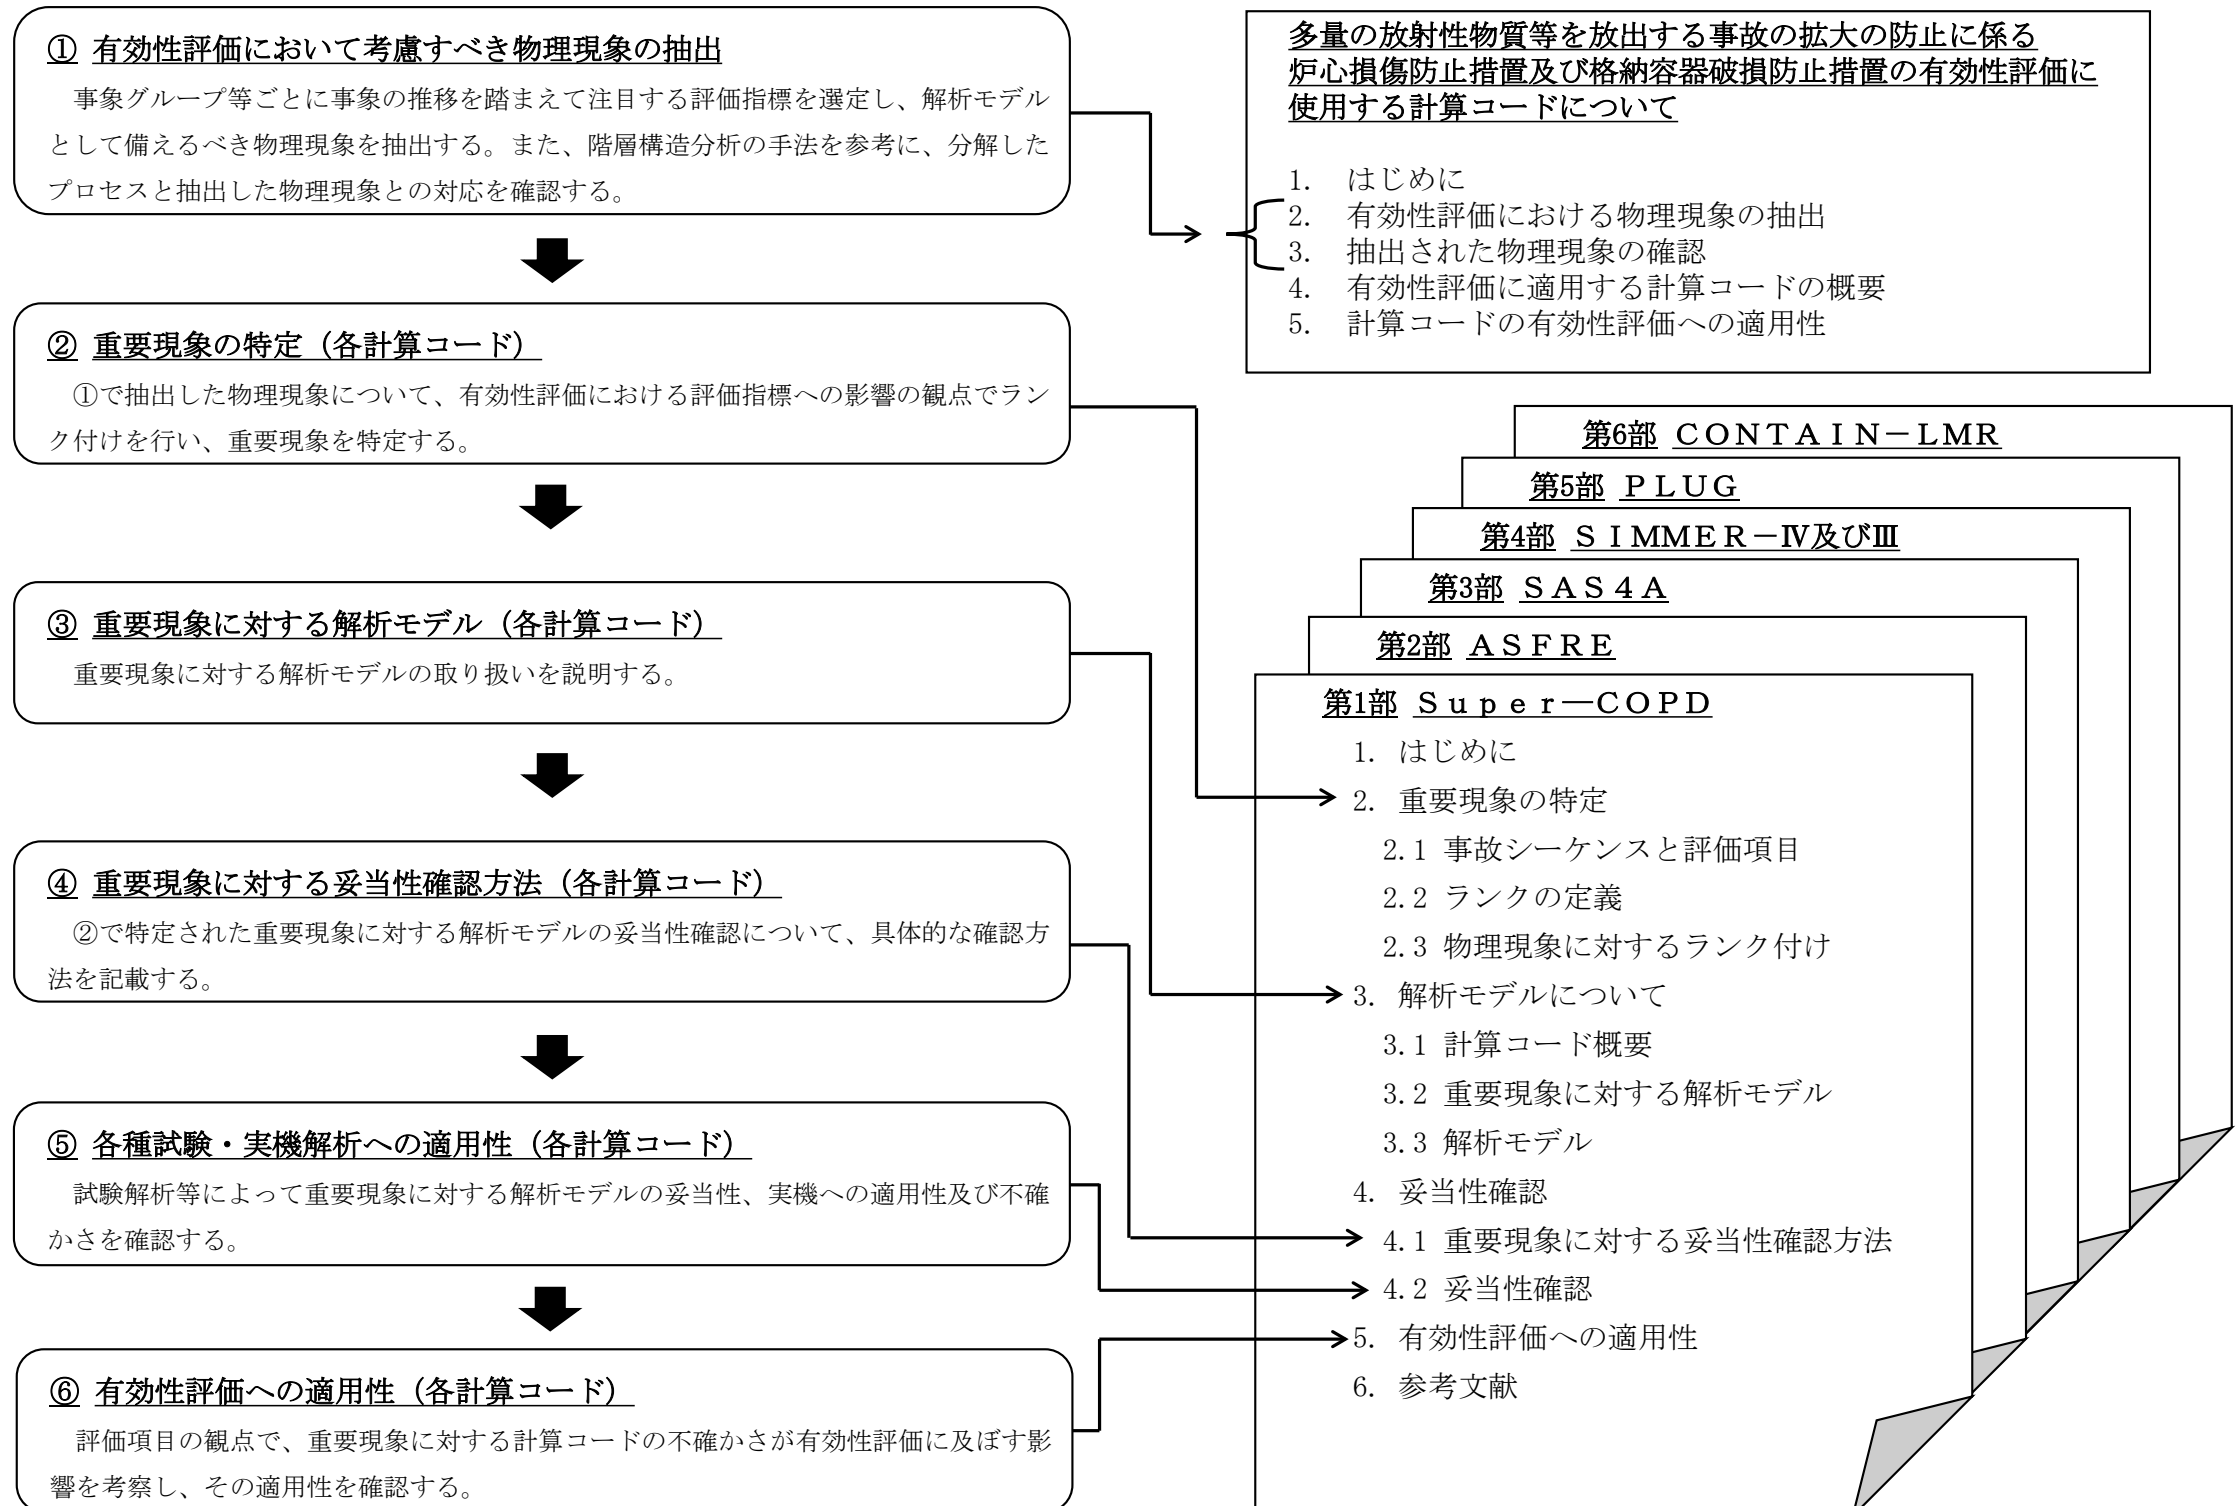 ① 有効性評価において考慮すべき物理現象の抽出
事象グループ等ごとに事象の推移を踏まえて注目する評価指標を選定し、解析モデル
として備えるべき物理現象を抽出する。また、階層構造分析の手法を参考に、分解した
プロセスと抽出した物理現象との対応を確認する。
② 重要現象の特定（各計算コード）
①で抽出した物理現象について、有効性評価における評価指標への影響の観点でラン
ク付けを行い、重要現象を特定する。
③ 重要現象に対する解析モデル（各計算コード）
重要現象に対する解析モデルの取り扱いを説明する。
④ 重要現象に対する妥当性確認方法（各計算コード）
②で特定された重要現象に対する解析モデルの妥当性確認について、具体的な確認方
法を記載する。
⑤ 各種試験・実機解析への適用性（各計算コード）
試験解析等によって重要現象に対する解析モデルの妥当性、実機への適用性及び不確
かさを確認する。
⑥ 有効性評価への適用性（各計算コード）
評価項目の観点で、重要現象に対する計算コードの不確かさが有効性評価に及ぼす影
響を考察し、その適用性を確認する。
多量の放射性物質等を放出する事故の拡大の防止に係る
炉心損傷防止措置及び格納容器破損防止措置の有効性評価に
使用する計算コードについて
1. はじめに
2. 有効性評価における物理現象の抽出
3. 抽出された物理現象の確認
4. 有効性評価に適用する計算コードの概要
5. 計算コードの有効性評価への適用性
第6部 ＣＯＮＴＡＩＮ－ＬＭＲ
第5部 ＰＬＵＧ
第4部 ＳＩＭＭＥＲ－Ⅳ及びⅢ
第3部 ＳＡＳ４Ａ
第2部 ＡＳＦＲＥ
第1部 Ｓｕｐｅｒ―ＣＯＰＤ
1. はじめに
2. 重要現象の特定
2.1 事故シーケンスと評価項目
2.2 ランクの定義
2.3 物理現象に対するランク付け
3. 解析モデルについて
3.1 計算コード概要
3.2 重要現象に対する解析モデル
3.3 解析モデル
4. 妥当性確認
4.1 重要現象に対する妥当性確認方法
4.2 妥当性確認
5. 有効性評価への適用性
6. 参考文献